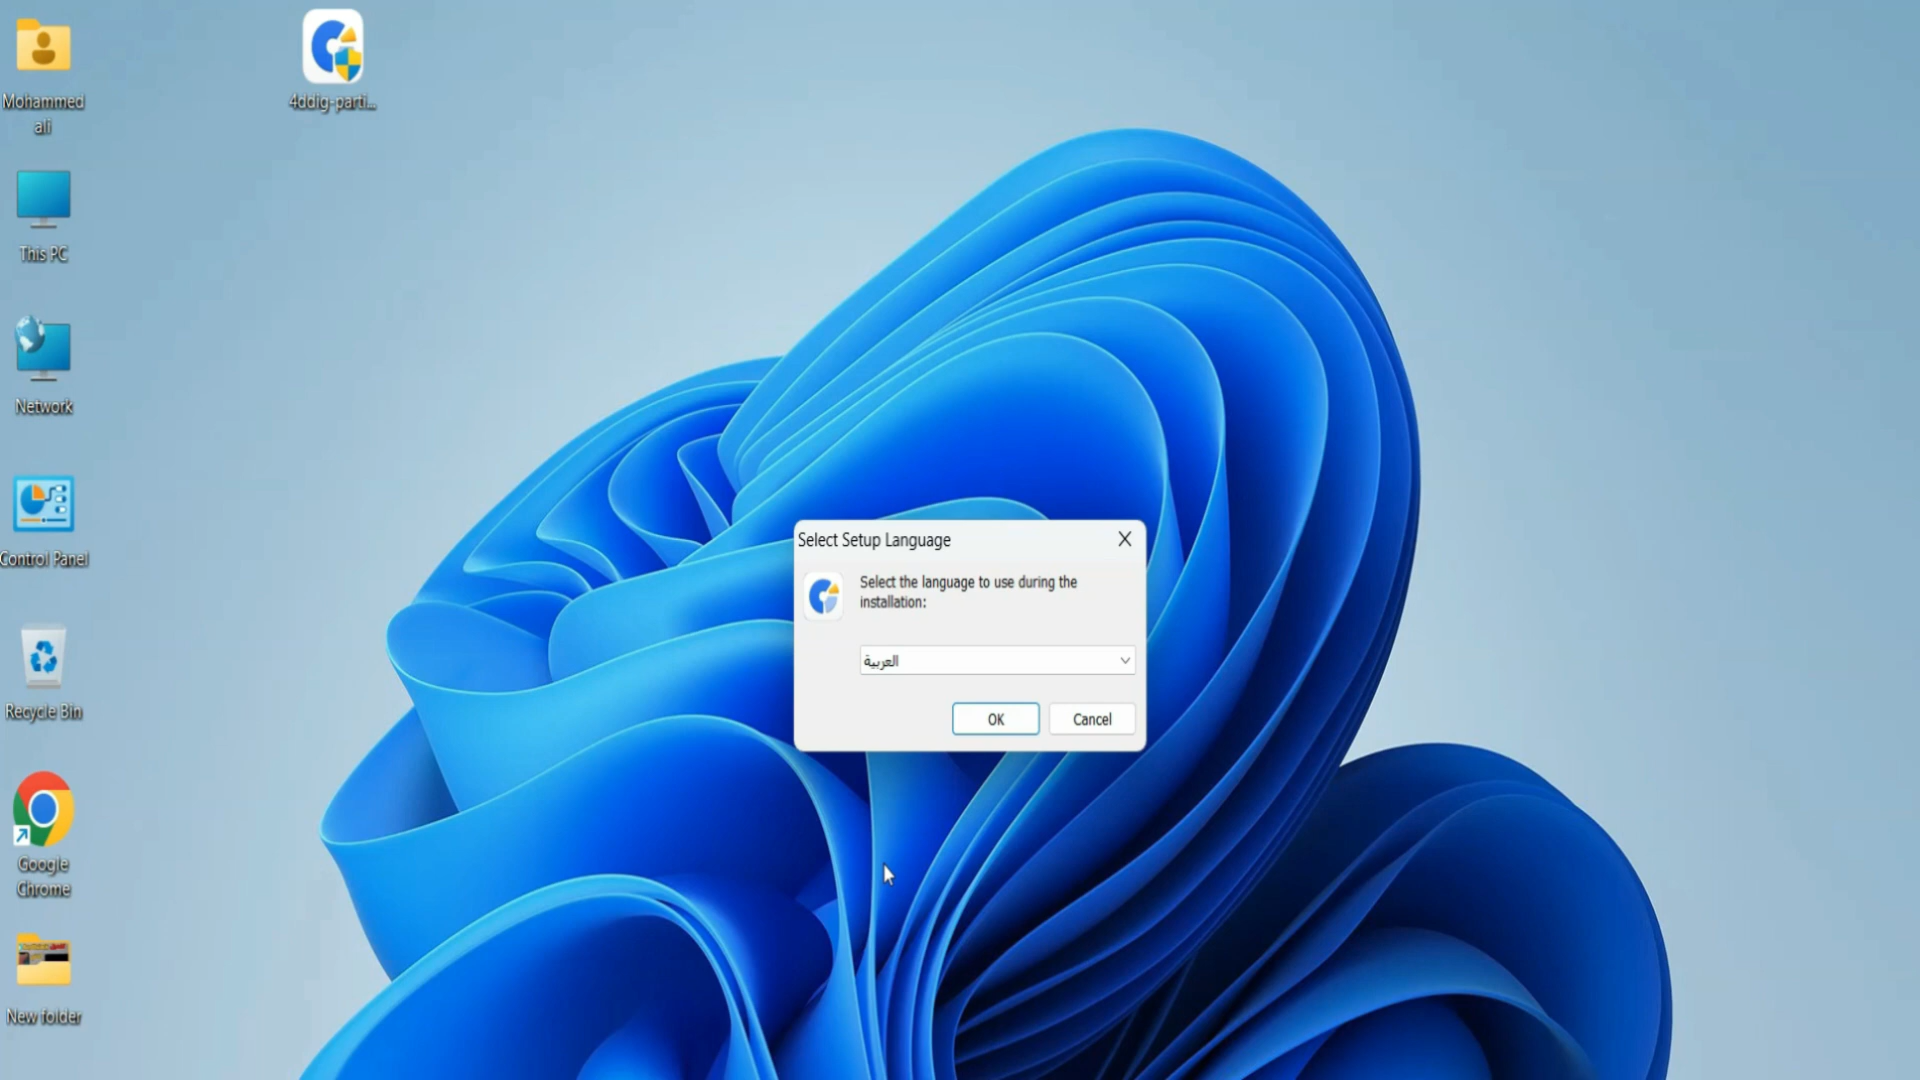 Mohammed
ali
4ddig-parti...
This PC
Network
Control Panel
Recycle Bin
Google
Chrome
New folder
Select Setup Language
Select the language to use during the
installation:
العربية
OK
Cancel